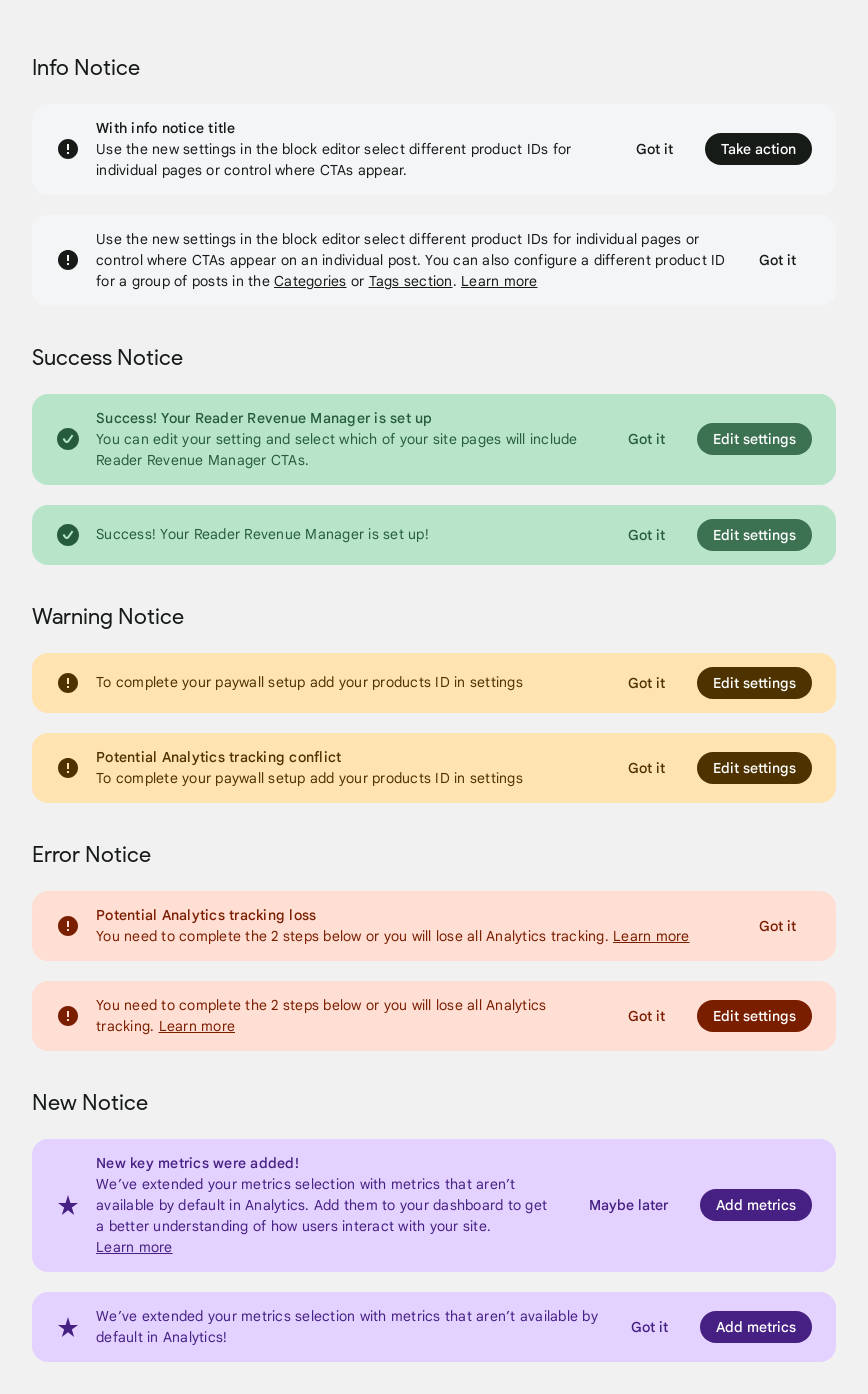 Info Notice
With info notice title
Use the new settings in the block editor select different product IDs for
individual pages or control where CTAs appear.
Got it
Take action
Use the new settings in the block editor select different product IDs for individual pages or
control where CTAs appear on an individual post. You can also configure a different product ID
for a group of posts in the Categories or Tags section. Learn more
Got it
Success Notice
Success! Your Reader Revenue Manager is set up
You can edit your setting and select which of your site pages will include
Reader Revenue Manager CTAs.
Got it
Edit settings
Success! Your Reader Revenue Manager is set up!
Got it
Edit settings
Warning Notice
To complete your paywall setup add your products ID in settings
Got it
Edit settings
Potential Analytics tracking conflict
To complete your paywall setup add your products ID in settings
Got it
Edit settings
Error Notice
Potential Analytics tracking loss
You need to complete the 2 steps below or you will lose all Analytics tracking. Learn more
Got it
You need to complete the 2 steps below or you will lose all Analytics
tracking. Learn more
Got it
Edit settings
New Notice
New key metrics were added!
We’ve extended your metrics selection with metrics that aren’t
available by default in Analytics. Add them to your dashboard to get
a better understanding of how users interact with your site.
Learn more
Maybe later
Add metrics
We’ve extended your metrics selection with metrics that aren’t available by
default in Analytics!
Got it
Add metrics